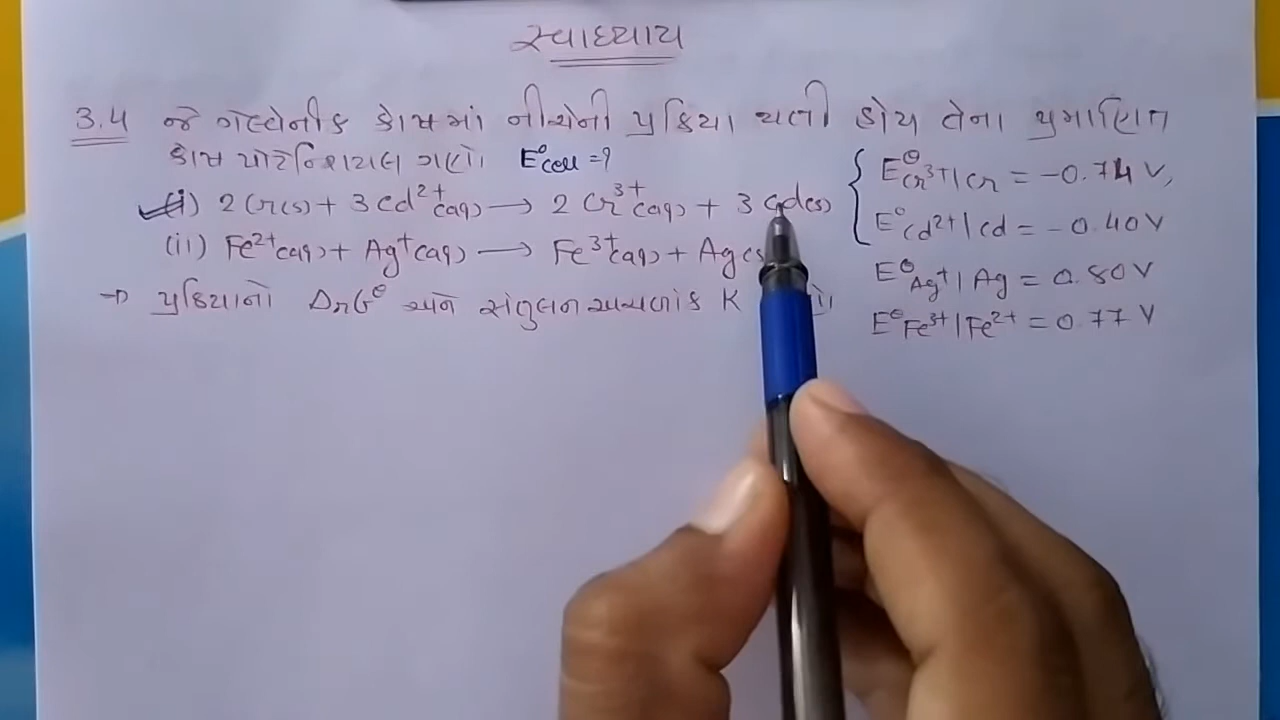 સ્વાધ્યાય
3.4 જે ગેલ્વેનીક કોષમાં નીચેની પ્રક્રિયા થતી હોય તેના પ્રમાણિત
કોષ પોટેન્શિયલ ગણો. E°cell = ?
(i) 2Cr(s) + 3Cd²⁺(aq) → 2Cr³⁺(aq) + 3Cd(s)
(ii) Fe²⁺(aq) + Ag⁺(aq) → Fe³⁺(aq) + Ag(s
→ પ્રક્રિયાનો ΔrG° અને સંતુલન અચળાંક K
E°Cr³⁺|Cr = -0.74 V,
E°Cd²⁺|Cd = -0.40 V
E°Ag⁺|Ag = 0.80 V
E°Fe³⁺|Fe²⁺ = 0.77 V